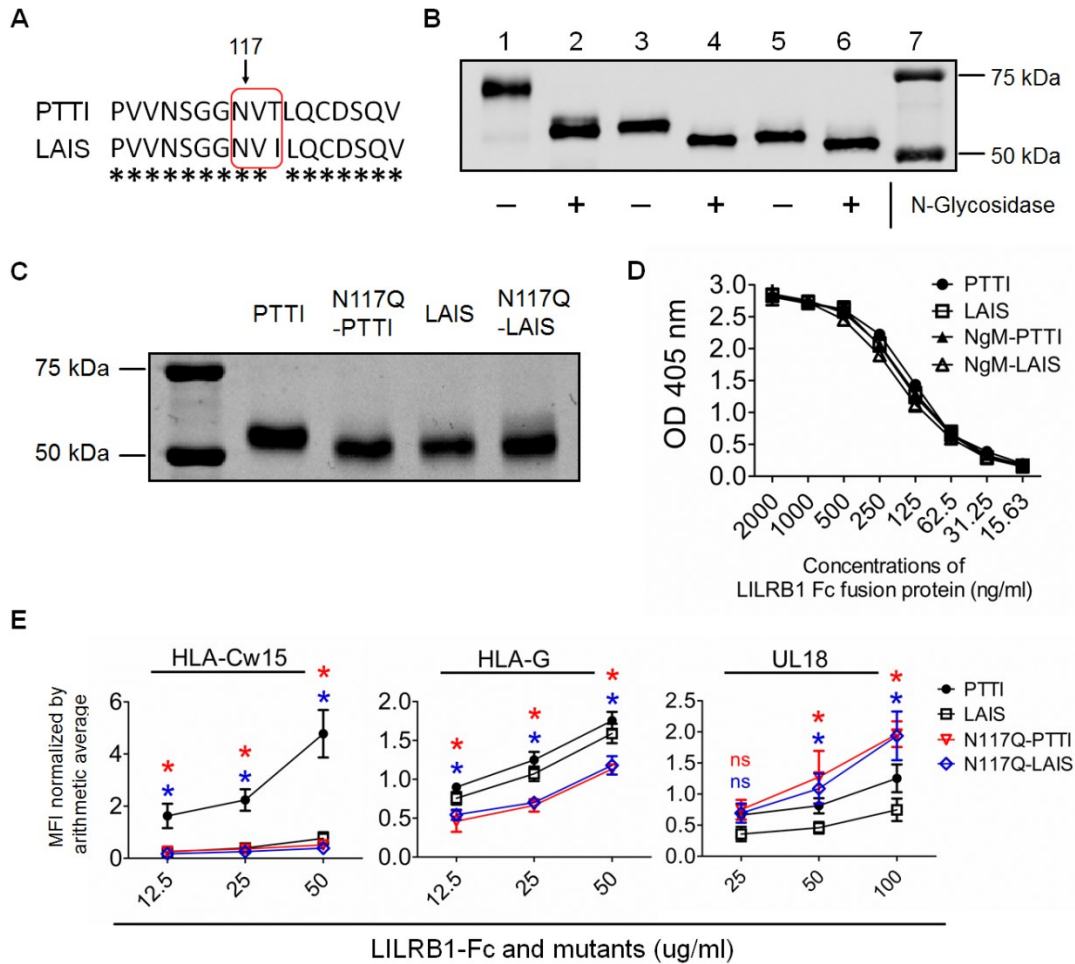 A
117
PTTI PVVNSGGNVTLQCDSQV
LAIS PVVNSGGNVILQCDSQV
********** *******
B
1 2 3 4 5 6 7
75 kDa
50 kDa
– + – + – + N-Glycosidase
C
PTTI N117Q-PTTI LAIS N117Q-LAIS
75 kDa
50 kDa
D
OD 405 nm
3.0
2.5
2.0
1.5
1.0
0.5
0.0
2000 1000 500 250 125 62.5 31.25 15.63
Concentrations of
LILRB1 Fc fusion protein (ng/ml)
PTTI
LAIS
NgM-PTTI
NgM-LAIS
E
MFI normalized by
arithmetic average
HLA-Cw15
6
4
2
0
* * *
* * *
12.5 25 50
HLA-G
2.0
1.5
1.0
0.5
0.0
* * *
* * *
12.5 25 50
UL18
2.5
2.0
1.5
1.0
0.5
0.0
ns * *
ns * *
25 50 100
PTTI
LAIS
N117Q-PTTI
N117Q-LAIS
LILRB1-Fc and mutants (ug/ml)